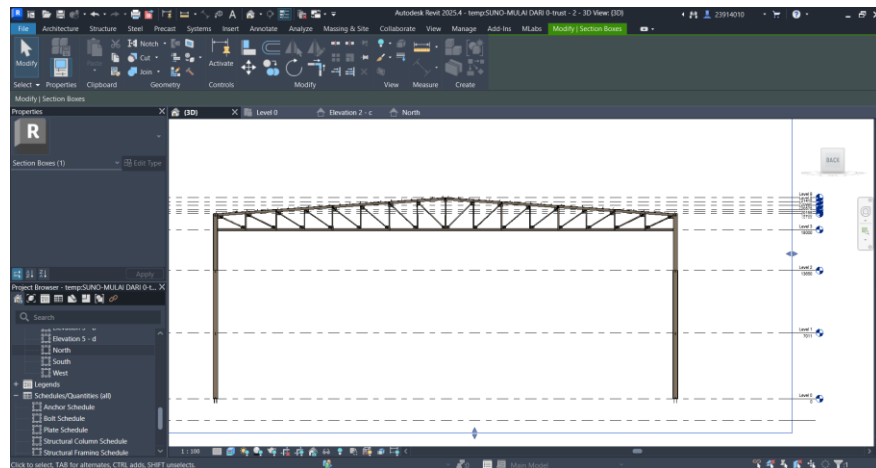 Autodesk Revit 2025.4 - temp:SUNO-MULAI DARI 0-trust - 2 - 3D View: {3D}
23914010
File Architecture Structure Steel Precast Systems Insert Annotate Analyze Massing & Site Collaborate View Manage Add-Ins MLabs Modify | Section Boxes
Modify
Properties
Paste
Notch
Cut
Join
Activate
Select Properties Clipboard Geometry Controls Modify View Measure Create
Modify | Section Boxes
Properties
{3D}
Level 0
Elevation 2 - c
North
R
Section Boxes (1)
Edit Type
BACK
Level 3
Level 2
Level 1
7011
Level 0
0
Apply
Project Browser - temp:SUNO-MULAI DARI 0-t...
Search
Elevation 5 - d
North
South
West
Legends
Schedules/Quantities (all)
Anchor Schedule
Bolt Schedule
Plate Schedule
Structural Column Schedule
Structural Framing Schedule
1 : 100
Click to select, TAB for alternates, CTRL adds, SHIFT unselects.
Main Model